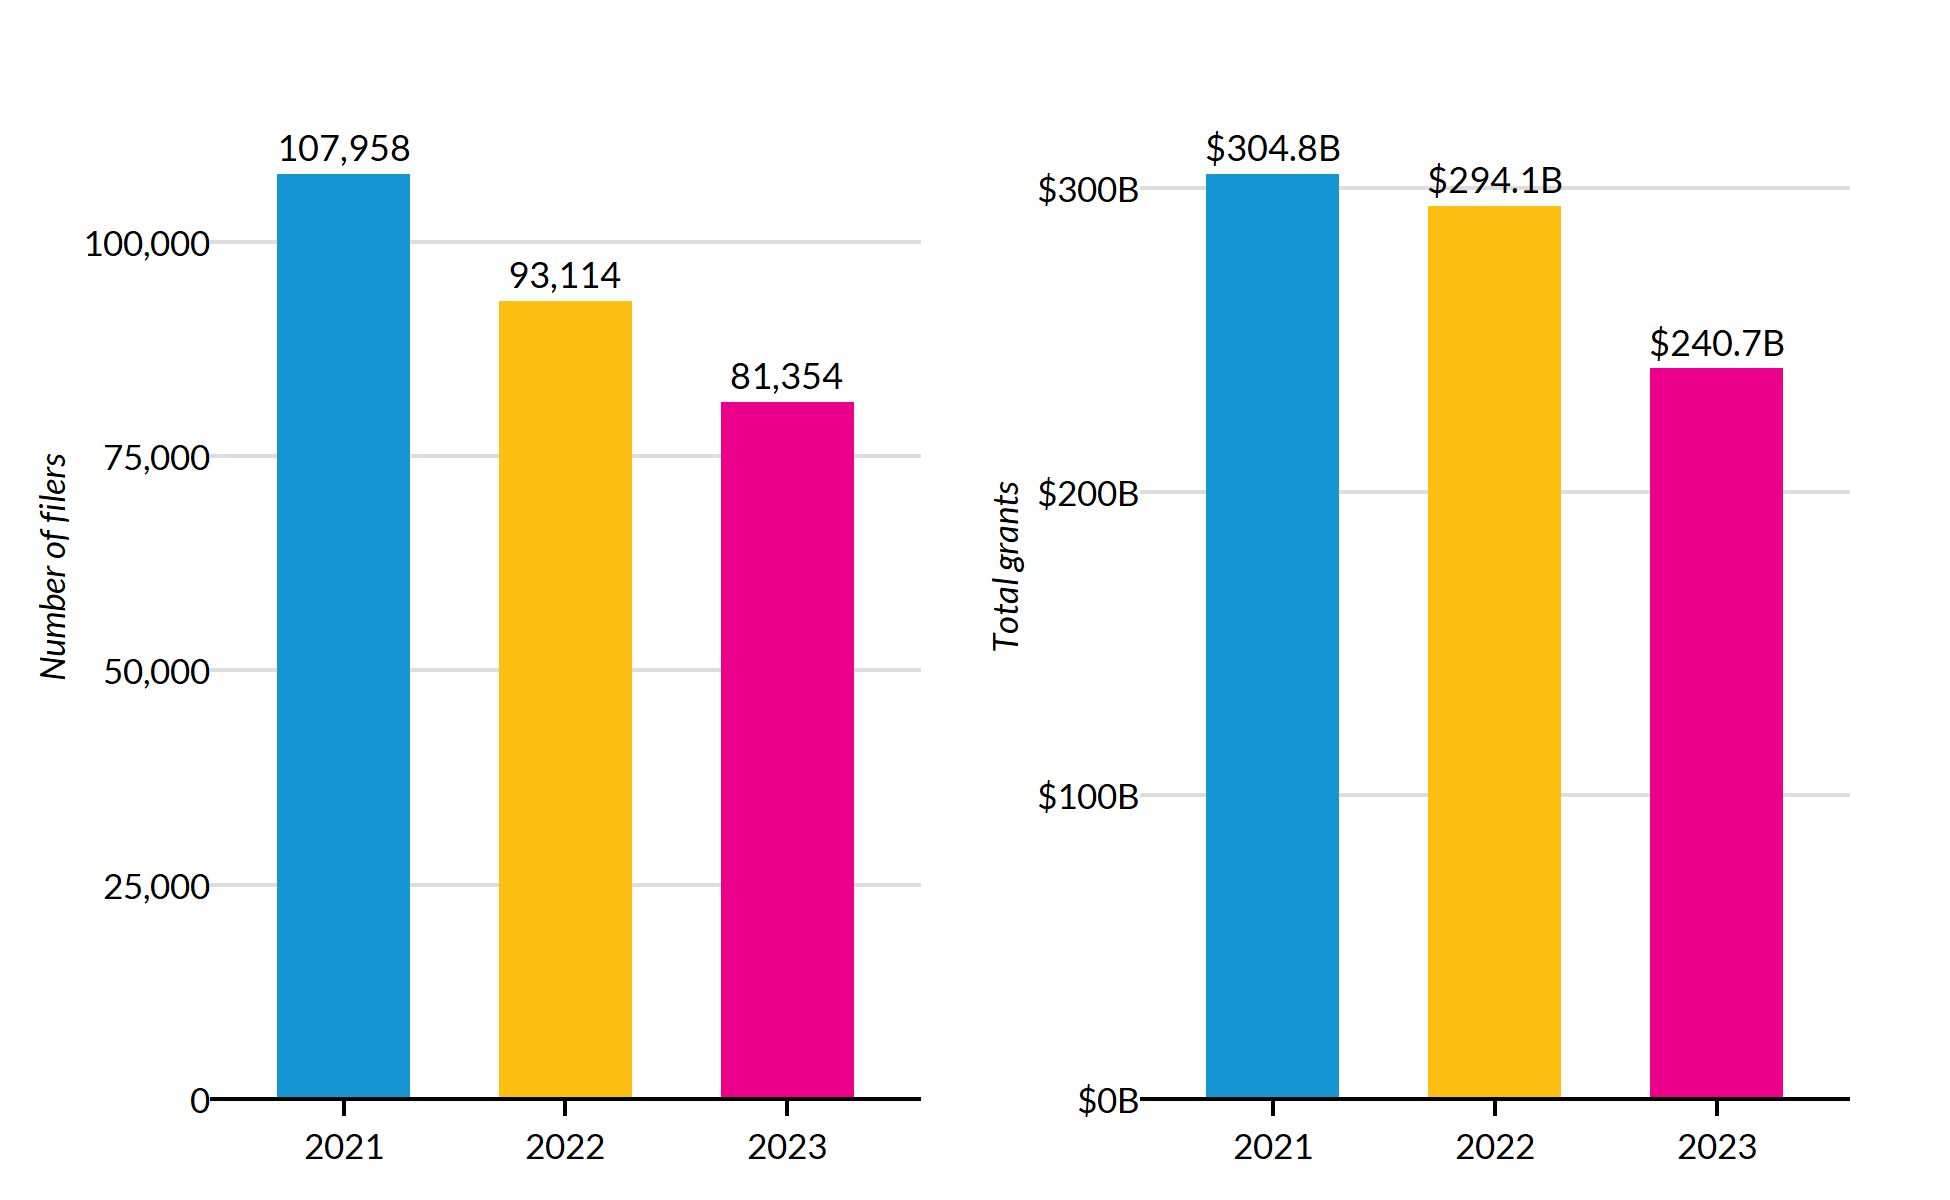 Number of filers
107,958
93,114
81,354
100,000
75,000
50,000
25,000
0
2021
2022
2023
Total grants
$304.8B
$294.1B
$240.7B
$300B
$200B
$100B
$0B
2021
2022
2023